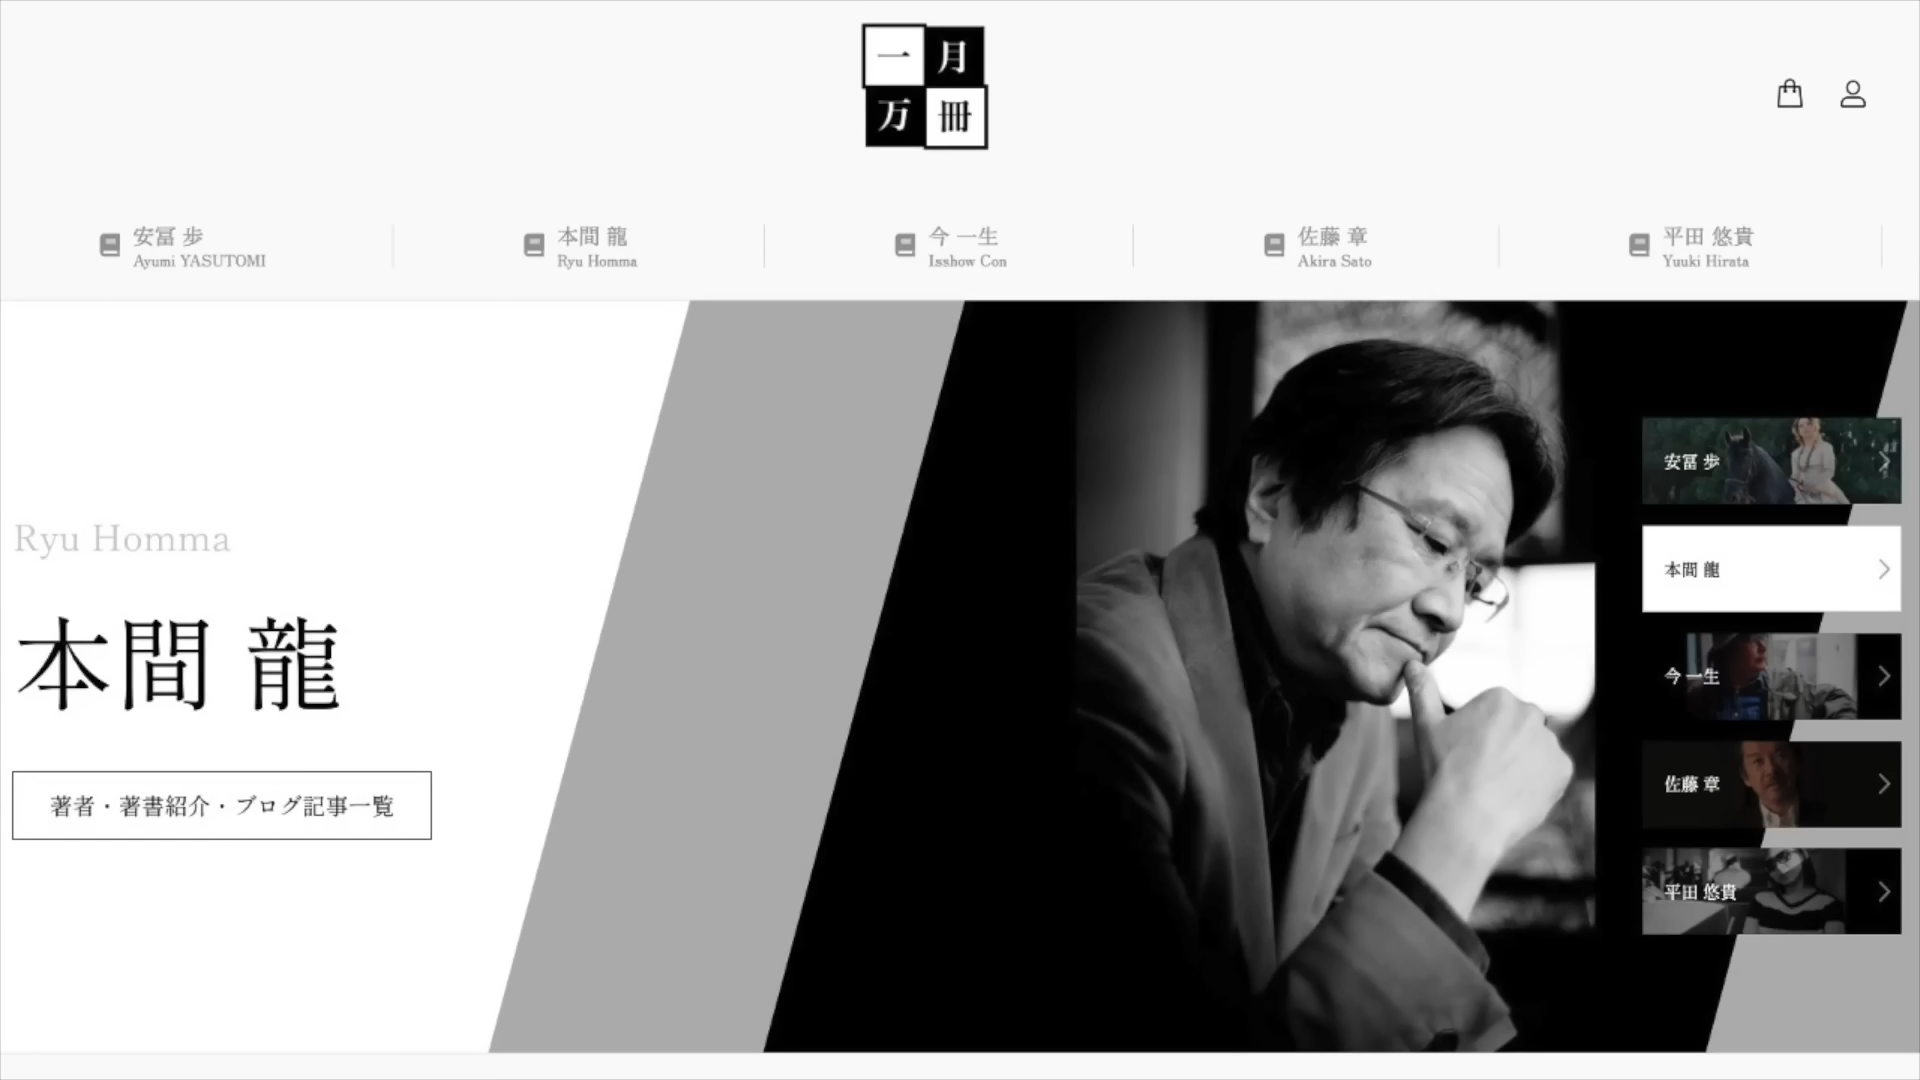 一月
万冊
安冨 歩
Ayumi YASUTOMI
本間 龍
Ryu Homma
今 一生
Isshow Con
佐藤 章
Akira Sato
平田 悠貴
Yuuki Hirata
Ryu Homma
本間 龍
著者・著書紹介・ブログ記事一覧
安冨 歩
本間 龍
今 一生
佐藤 章
平田 悠貴